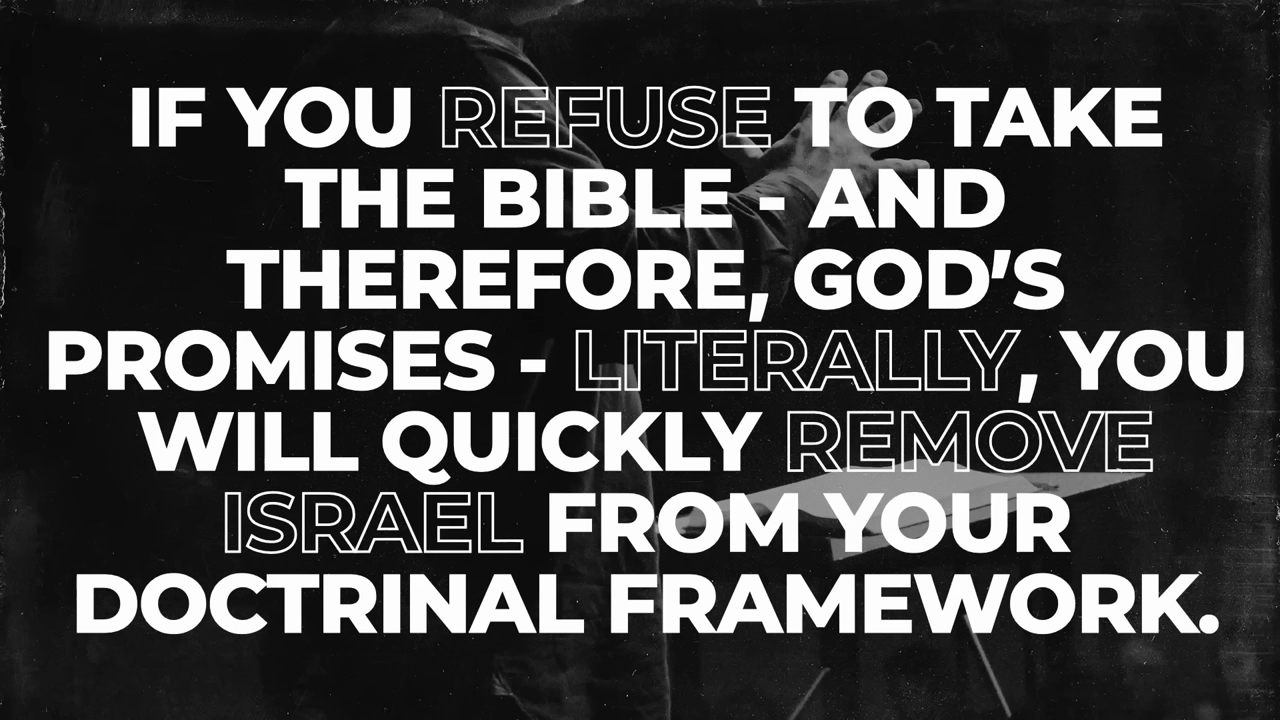 IF YOU REFUSE TO TAKE
THE BIBLE - AND
THEREFORE, GOD'S
PROMISES - LITERALLY, YOU
WILL QUICKLY REMOVE
ISRAEL FROM YOUR
DOCTRINAL FRAMEWORK.